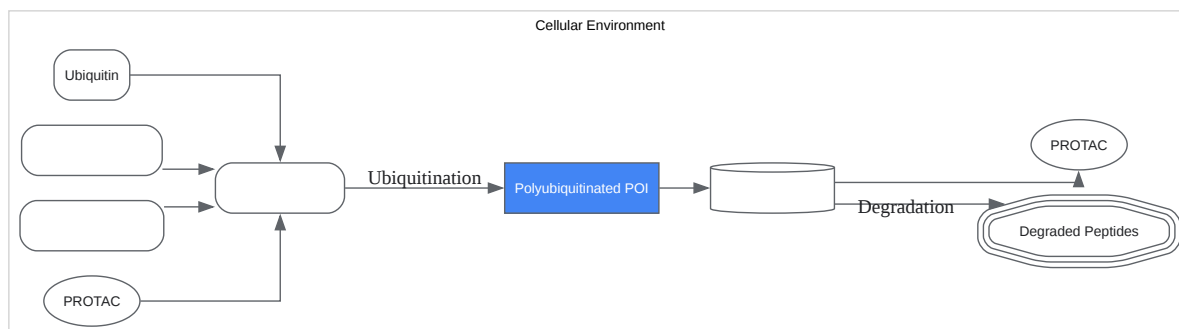 Cellular Environment
Ubiquitin
PROTAC
Ubiquitination
Polyubiquitinated POI
Degradation
PROTAC
Degraded Peptides